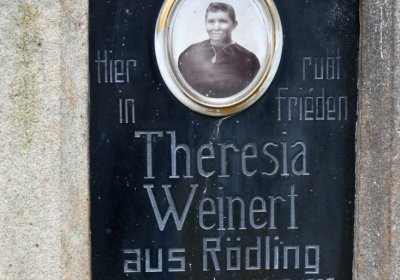 Hier ruht
in Frieden
Theresia
Weinert
aus Rödling